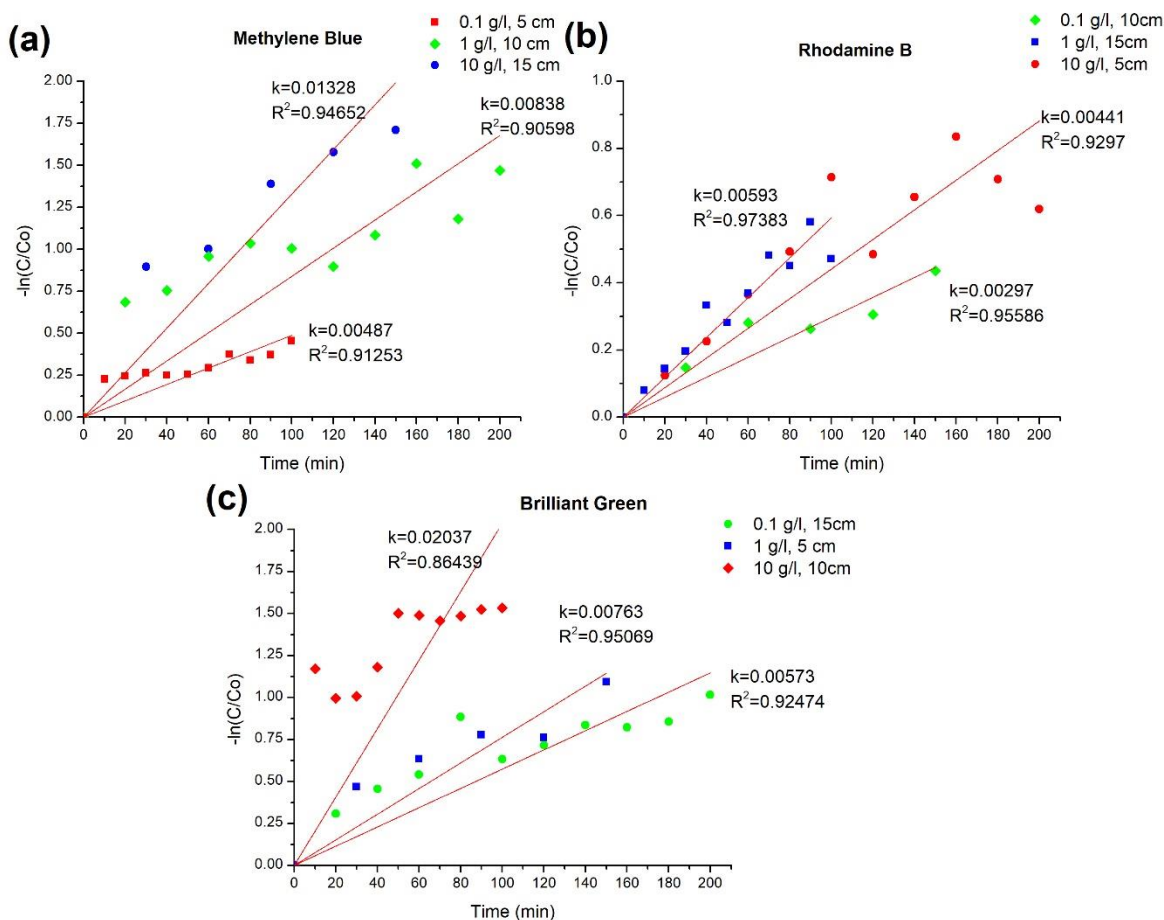 (a)
Methylene Blue
0.1 g/l, 5 cm
1 g/l, 10 cm
10 g/l, 15 cm
2.00
1.75
1.50
1.25
1.00
0.75
0.50
0.25
0.00
-ln(C/Co)
k=0.01328
R²=0.94652
k=0.00838
R²=0.90598
k=0.00487
R²=0.91253
0 20 40 60 80 100 120 140 160 180 200
Time (min)
(b)
Rhodamine B
0.1 g/l, 10cm
1 g/l, 15cm
10 g/l, 5cm
1.0
0.8
0.6
0.4
0.2
0.0
-ln(C/Co)
k=0.00441
R²=0.9297
k=0.00593
R²=0.97383
k=0.00297
R²=0.95586
0 20 40 60 80 100 120 140 160 180 200
Time (min)
(c)
Brilliant Green
0.1 g/l, 15cm
1 g/l, 5 cm
10 g/l, 10cm
2.00
1.75
1.50
1.25
1.00
0.75
0.50
0.25
0.00
-ln(C/Co)
k=0.02037
R²=0.86439
k=0.00763
R²=0.95069
k=0.00573
R²=0.92474
0 20 40 60 80 100 120 140 160 180 200
Time (min)